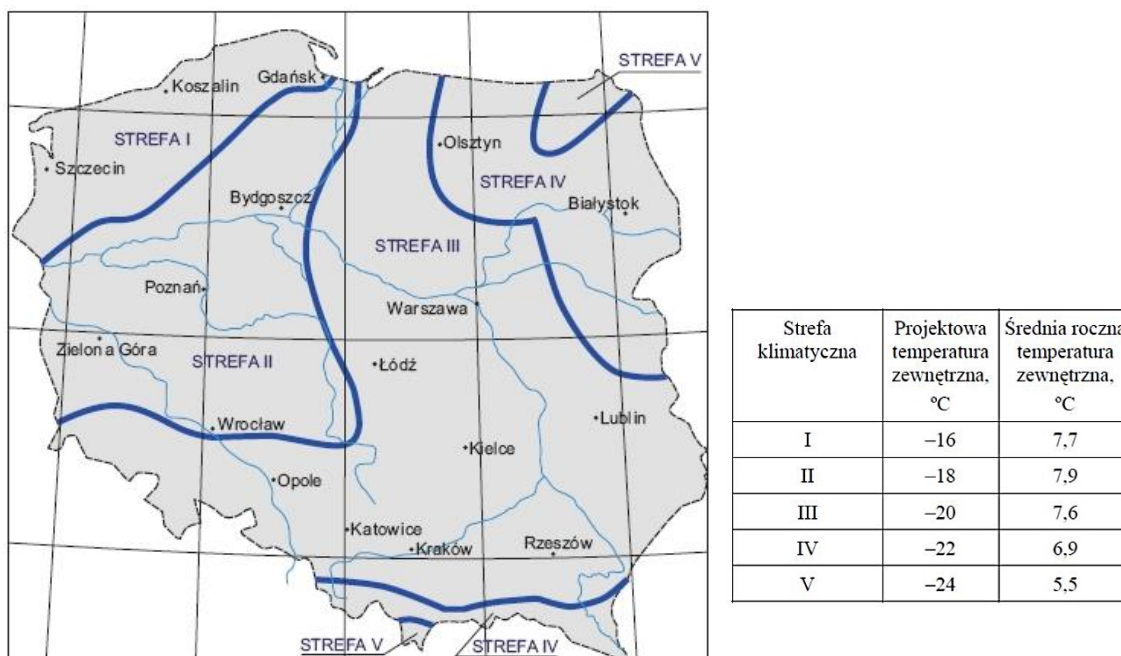 STREFA V
Gdańsk
Koszalin
STREFA I
Olsztyn
Szczecin
STREFA IV
Bydgoszcz
Białystok
STREFA III
Poznań
Warszawa
Zielona Góra
STREFA II
Łódź
Lublin
Wrocław
Kielce
Opole
Katowice
Kraków
Rzeszów
STREFA V
STREFA IV
Strefa Projektowa Średnia roczna
klimatyczna temperatura temperatura
zewnętrzna, zewnętrzna,
°C °C
I –16 7,7
II –18 7,9
III –20 7,6
IV –22 6,9
V –24 5,5